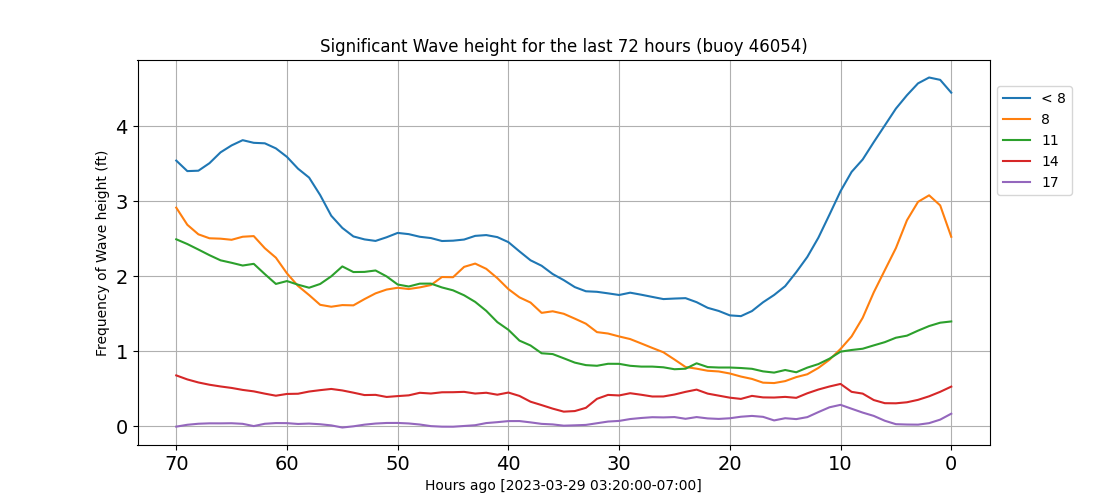 Significant Wave height for the last 72 hours (buoy 46054)
Frequency of Wave height (ft)
4
3
2
1
0
70 60 50 40 30 20 10 0
Hours ago [2023-03-29 03:20:00-07:00]
< 8
8
11
14
17